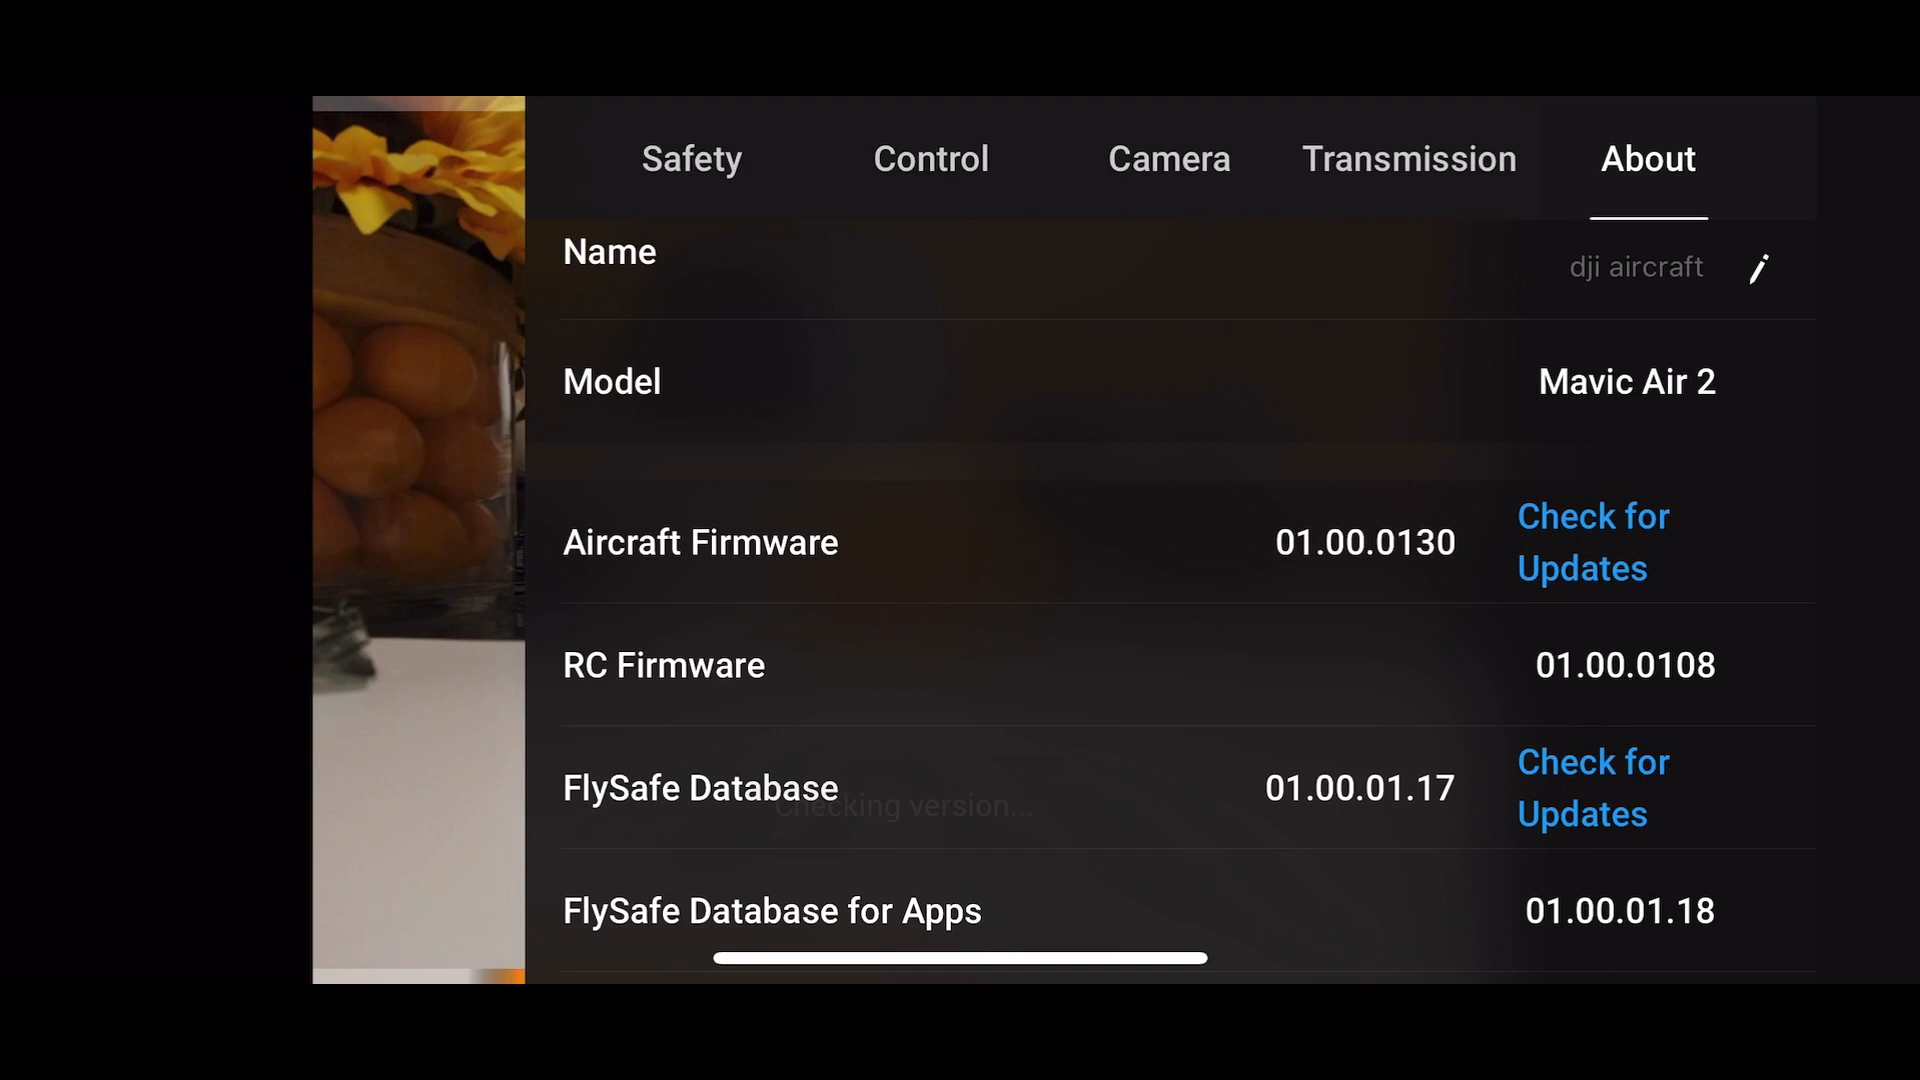 Safety Control Camera Transmission About
Name dji aircraft
Model Mavic Air 2
Aircraft Firmware 01.00.0130 Check for
Updates
RC Firmware 01.00.0108
FlySafe Database 01.00.01.17 Check for
Updates
Checking version...
FlySafe Database for Apps 01.00.01.18